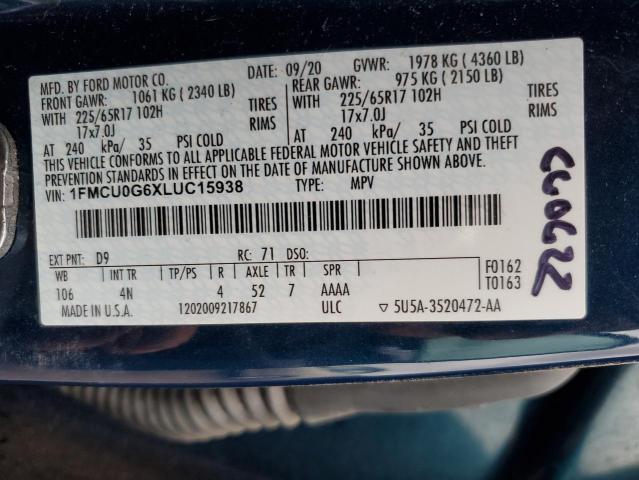 MFD. BY FORD MOTOR CO.
DATE: 09/20 GVWR: 1978 KG ( 4360 LB)
FRONT GAWR: 1061 KG ( 2340 LB) REAR GAWR: 975 KG ( 2150 LB)
WITH 225/65R17 102H TIRES WITH 225/65R17 102H TIRES
17x7.0J RIMS 17x7.0J RIMS
AT 240 kPa/ 35 PSI COLD AT 240 kPa/ 35 PSI COLD
THIS VEHICLE CONFORMS TO ALL APPLICABLE FEDERAL MOTOR VEHICLE SAFETY AND THEFT
PREVENTION STANDARDS IN EFFECT ON THE DATE OF MANUFACTURE SHOWN ABOVE.
VIN: 1FMCU0G6XLUC15938 TYPE: MPV
EXT PNT: D9 RC: 71 DSO:
WB INT TR TP/PS R AXLE TR SPR F0162
106 4N 4 52 7 AAAA T0163
MADE IN U.S.A. 1202009217867 ULC ▽ 5U5A-3520472-AA